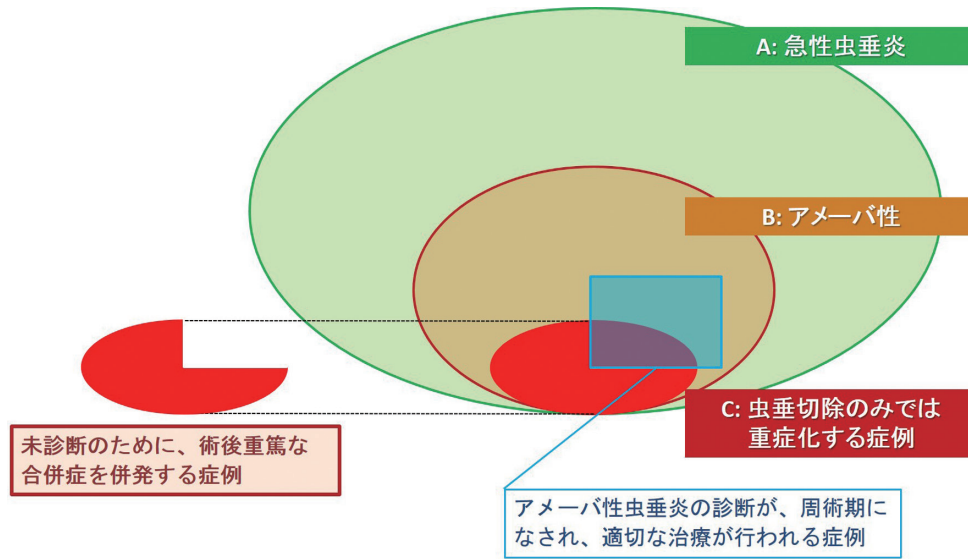 A: 急性虫垂炎
B: アメーバ性
C: 虫垂切除のみでは
重症化する症例
未診断のために、術後重篤な
合併症を併発する症例
アメーバ性虫垂炎の診断が、周術期に
なされ、適切な治療が行われる症例